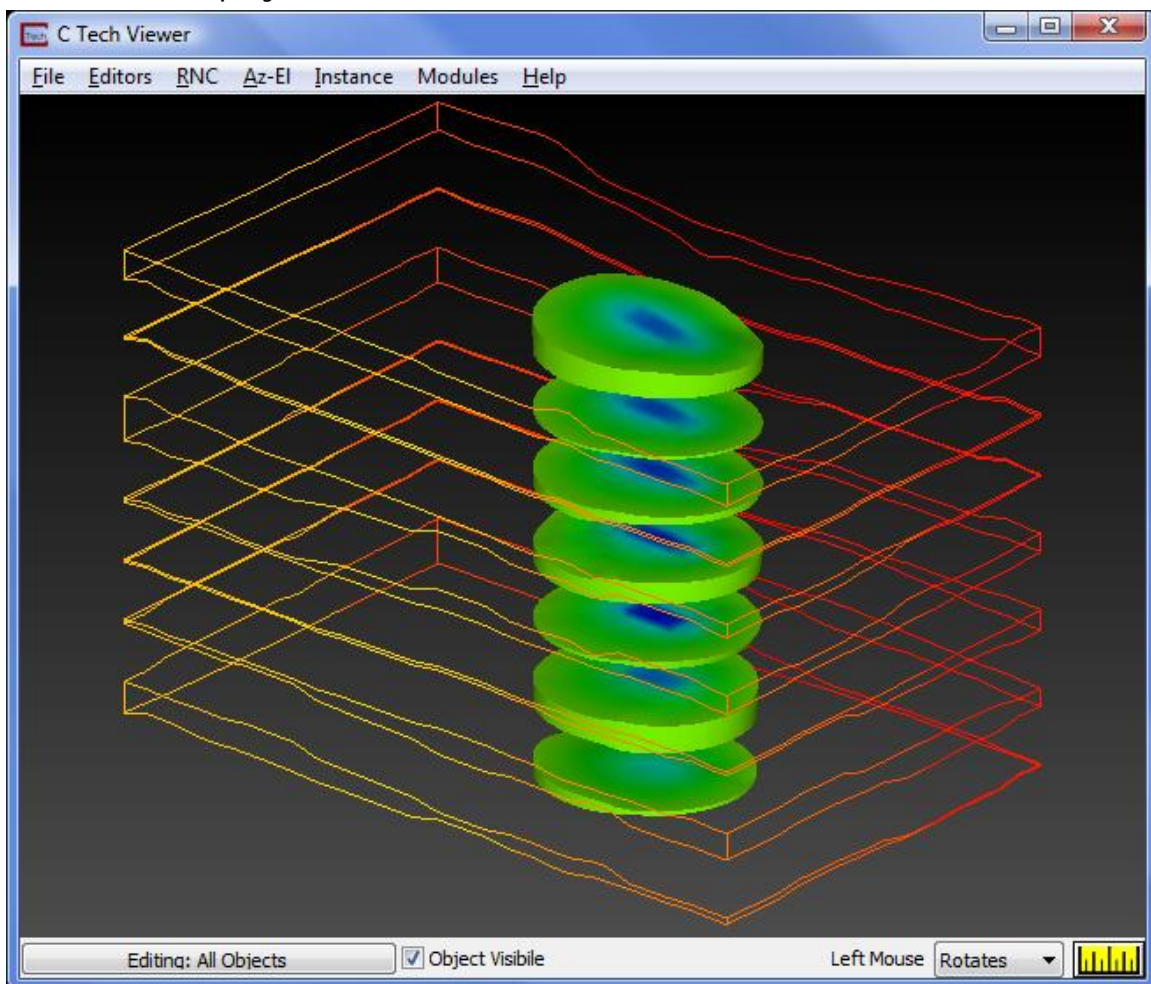 C Tech Viewer
File Editors RNC Az-El Instance Modules Help
Editing: All Objects Object Visibile Left Mouse Rotates